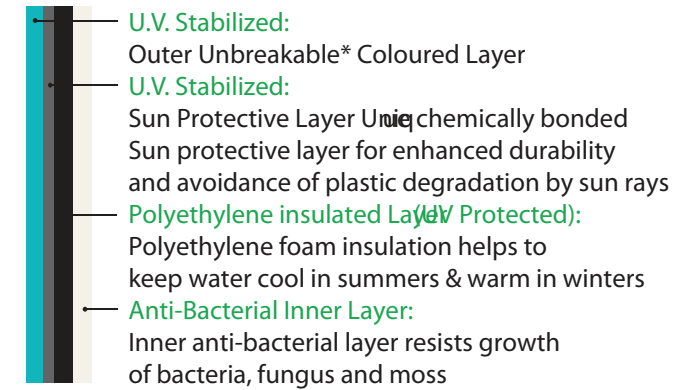 U.V. Stabilized:
Outer Unbreakable* Coloured Layer
U.V. Stabilized:
Sun Protective Layer Uniq chemically bonded
Sun protective layer for enhanced durability
and avoidance of plastic degradation by sun rays
Polyethylene insulated Layer (UV Protected):
Polyethylene foam insulation helps to
keep water cool in summers & warm in winters
Anti-Bacterial Inner Layer:
Inner anti-bacterial layer resists growth
of bacteria, fungus and moss